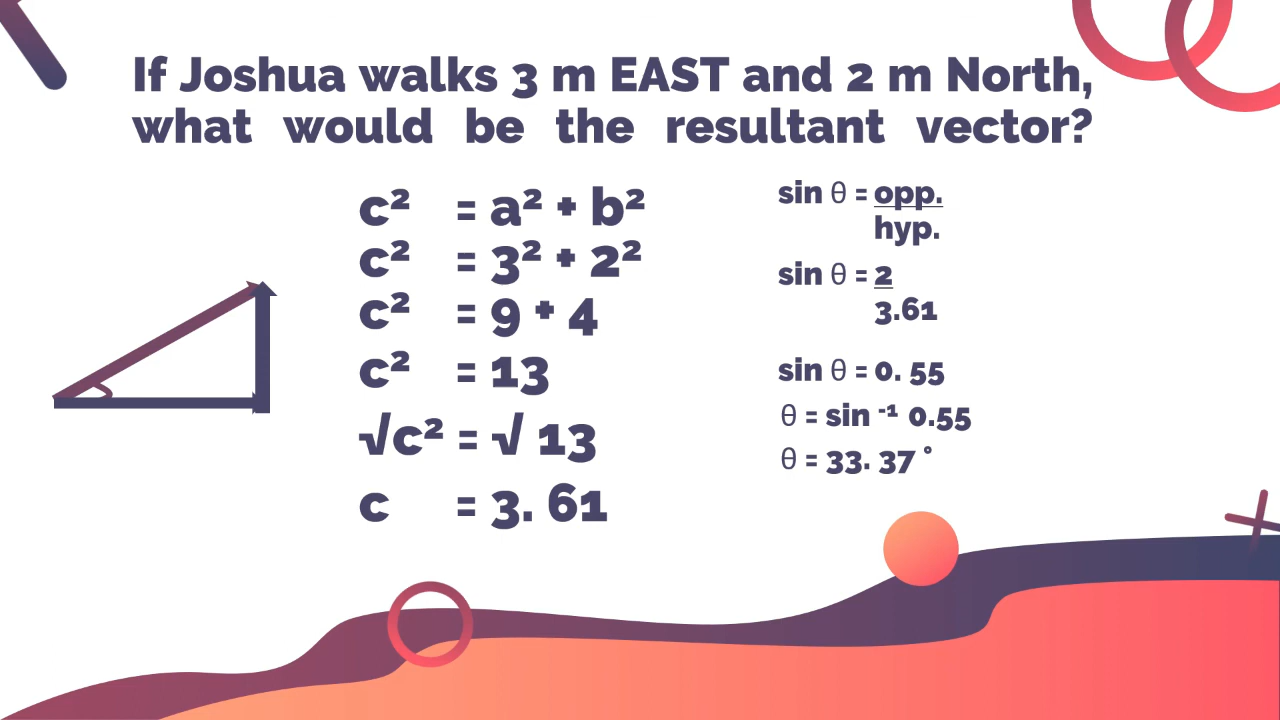 If Joshua walks 3 m EAST and 2 m North,
what would be the resultant vector?
c² = a² + b²
c² = 3² + 2²
c² = 9 + 4
c² = 13
√c² = √ 13
c = 3. 61
sin θ = opp.
hyp.
sin θ = 2
3.61
sin θ = 0. 55
θ = sin ⁻¹ 0.55
θ = 33. 37 °